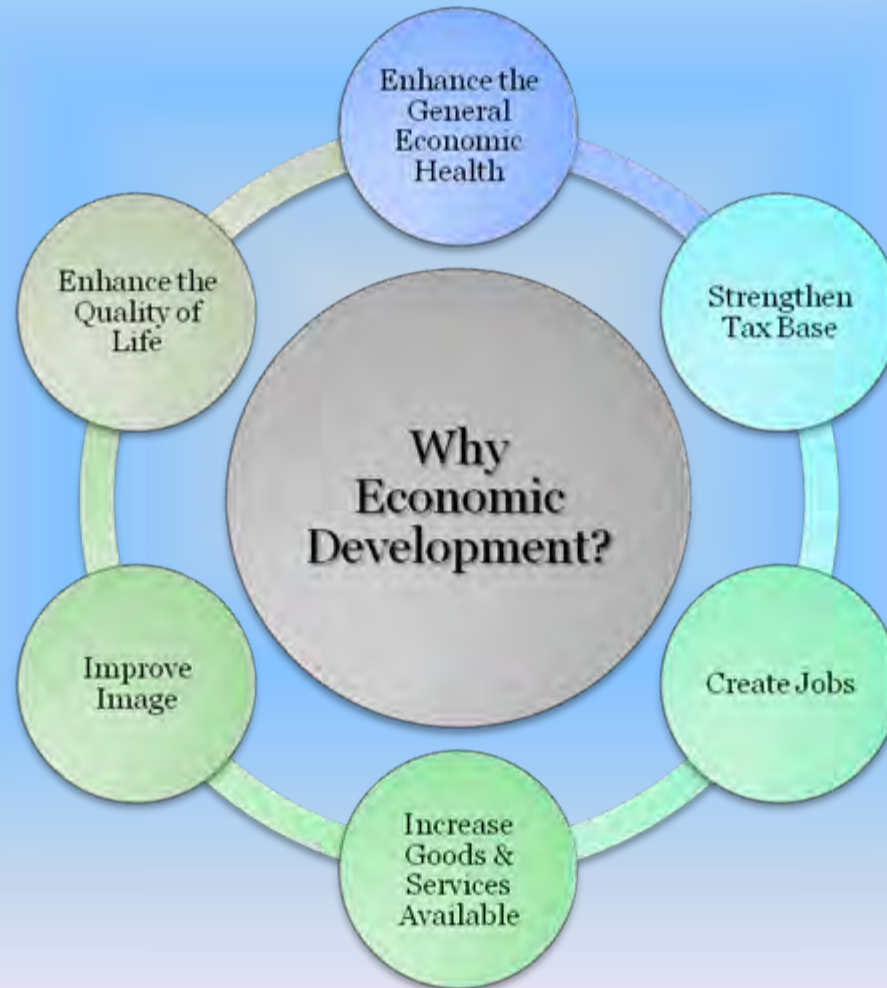 Enhance the
General
Economic
Health
Strengthen
Tax Base
Create Jobs
Increase
Goods &
Services
Available
Improve
Image
Enhance the
Quality of
Life
Why
Economic
Development?